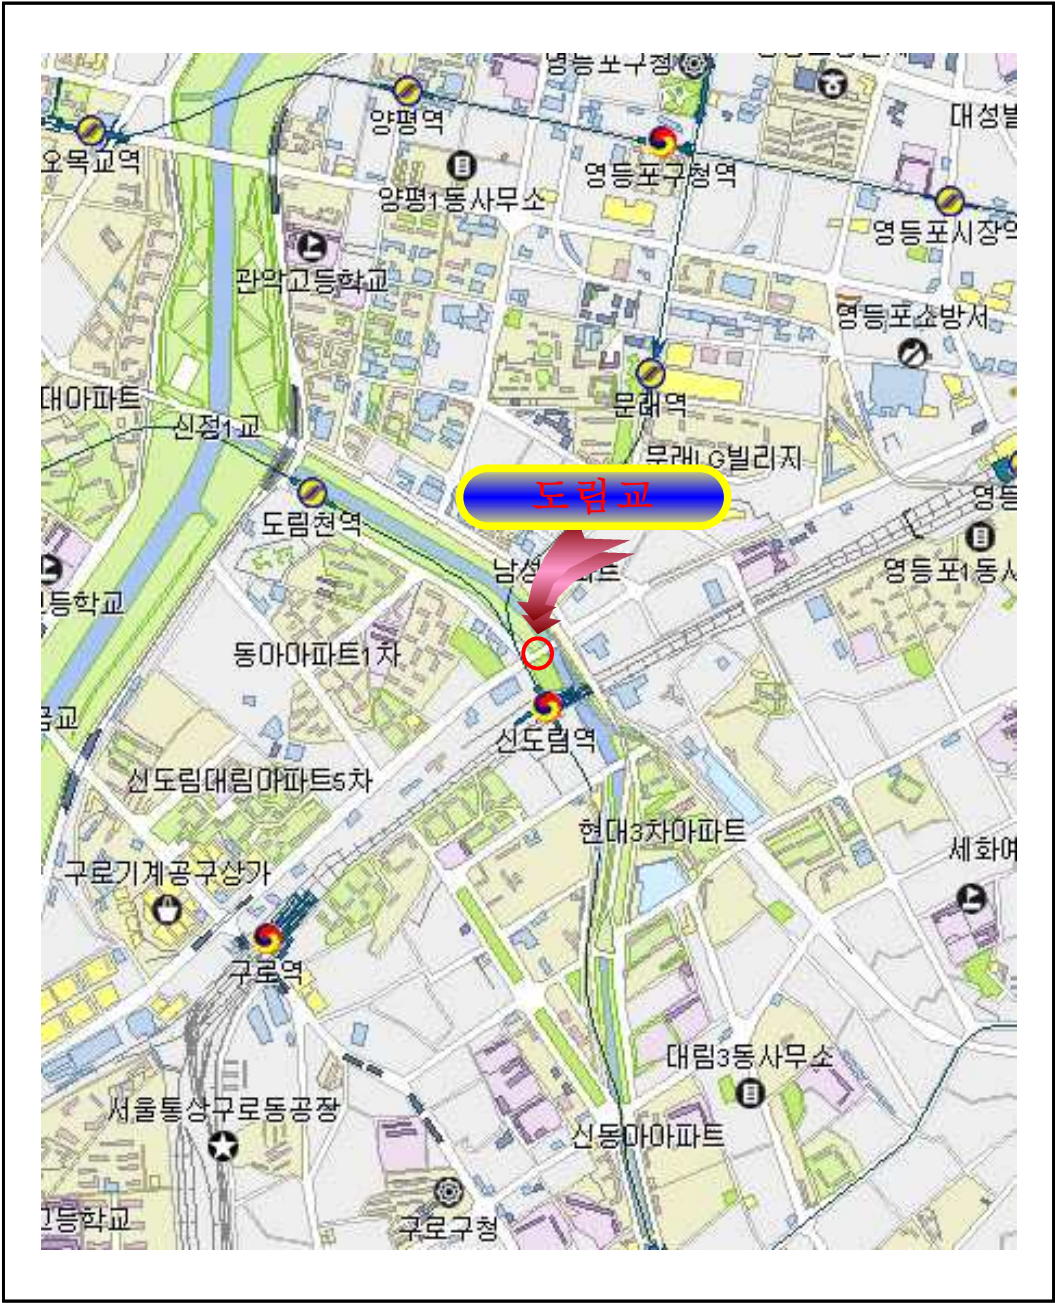 영등포구청
대성빌
양평역
오목교역
영등포구청역
양평1동사무소
영등포시장역
관악고등학교
영등포소방서
대아파트
문래역
신정1교
문래LG빌리지
도림교
영등
도림천역
영등포1동사
고등학교
동아아파트1차
신도림역
신도림대림아파트5차
현대3차아파트
세화여
구로기계공구상가
구로역
대림3동사무소
서울통상구로동공장
신동아아파트
고등학교
구로구청